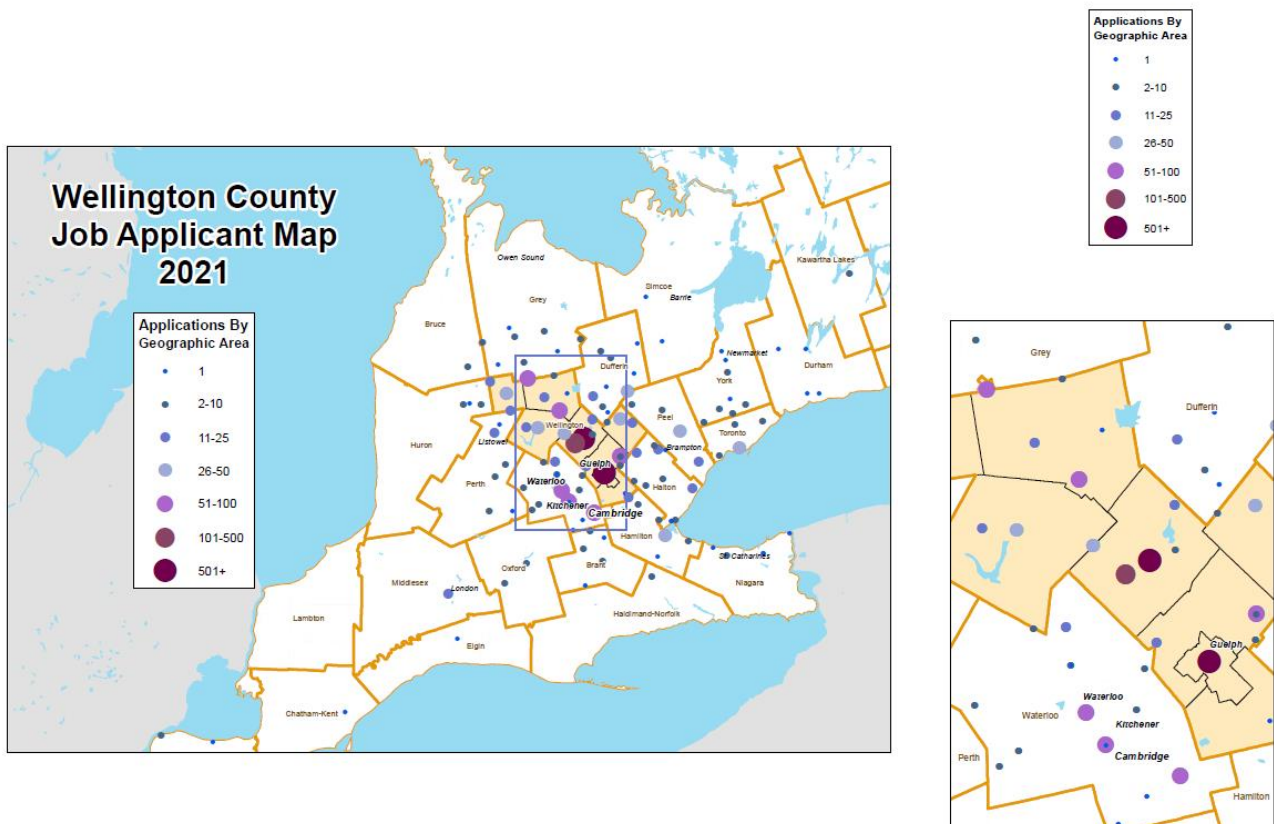 Wellington County
Job Applicant Map
2021
Applications By
Geographic Area
1
2-10
11-25
26-50
51-100
101-500
501+
Owen Sound
Kawartha Lakes
Simcoe
Barrie
Grey
Bruce
Newmarket
Durham
Dufferin
York
Peel
Toronto
Wellington
Huron
Listowel
Brampton
Guelph
Perth
Waterloo
Halton
Kitchener
Cambridge
Hamilton
Oxford
Brant
St. Catharines
Niagara
Middlesex
London
Haldimand-Norfolk
Lambton
Elgin
Chatham-Kent
Applications By
Geographic Area
1
2-10
11-25
26-50
51-100
101-500
501+
Grey
Dufferin
Guelph
Waterloo
Waterloo
Kitchener
Cambridge
Perth
Hamilton